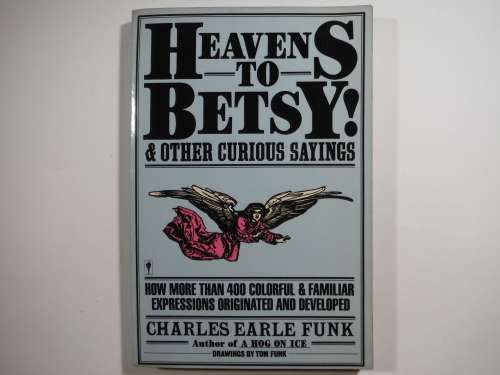 HEAVENS
TO
BETSY!
& OTHER CURIOUS SAYINGS
HOW MORE THAN 400 COLORFUL & FAMILIAR
EXPRESSIONS ORIGINATED AND DEVELOPED
CHARLES EARLE FUNK
Author of A HOG ON ICE
DRAWINGS BY TOM FUNK